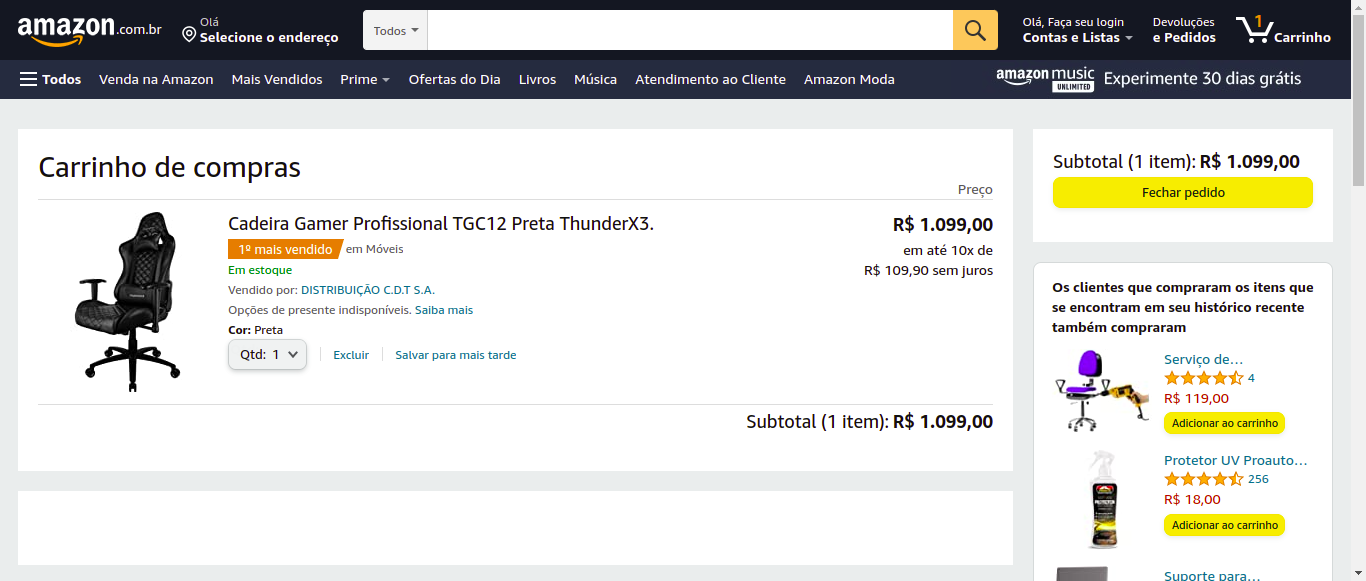 amazon.com.br
Olá
Selecione o endereço
Todos
Olá, Faça seu login
Contas e Listas
Devoluções
e Pedidos
1
Carrinho
Todos
Venda na Amazon
Mais Vendidos
Prime
Ofertas do Dia
Livros
Música
Atendimento ao Cliente
Amazon Moda
amazon music
UNLIMITED
Experimente 30 dias grátis
Carrinho de compras
Preço
Cadeira Gamer Profissional TGC12 Preta ThunderX3.
R$ 1.099,00
1º mais vendido em Móveis
em até 10x de
R$ 109,90 sem juros
Em estoque
Vendido por: DISTRIBUIÇÃO C.D.T S.A.
Opções de presente indisponíveis. Saiba mais
Cor: Preta
Qtd: 1
Excluir
Salvar para mais tarde
Subtotal (1 item): R$ 1.099,00
Subtotal (1 item): R$ 1.099,00
Fechar pedido
Os clientes que compraram os itens que
se encontram em seu histórico recente
também compraram
Serviço de…
4
R$ 119,00
Adicionar ao carrinho
Protetor UV Proauto…
256
R$ 18,00
Adicionar ao carrinho
Suporte para…